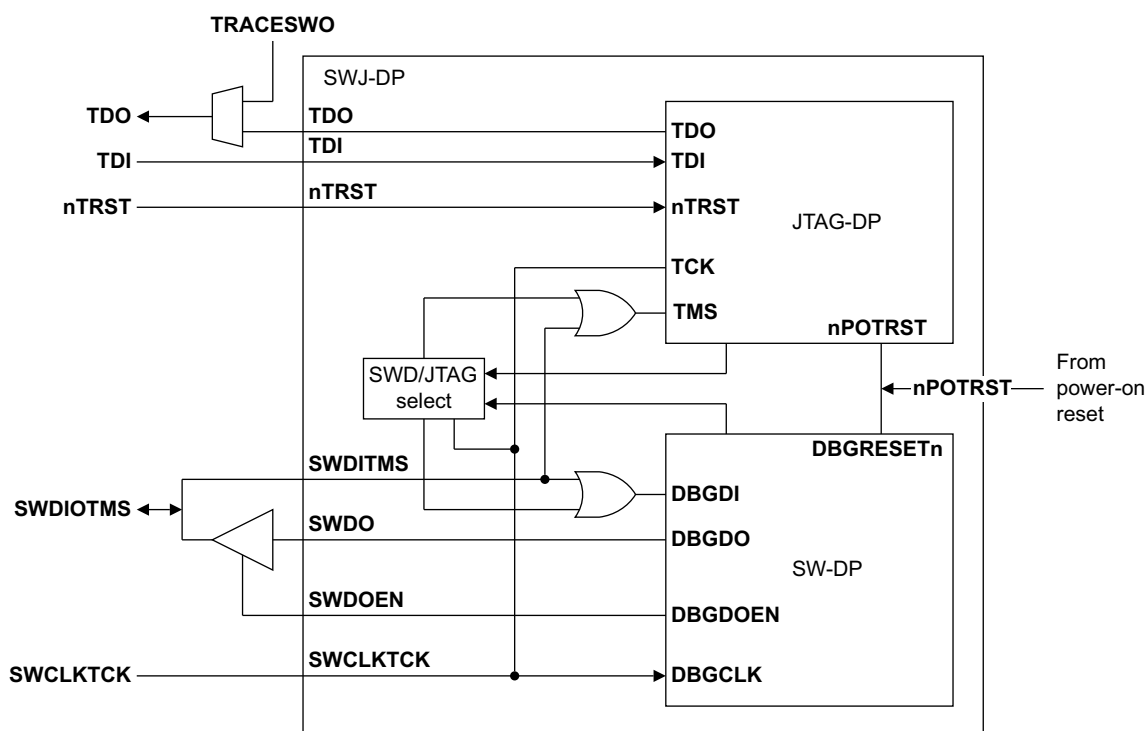 TRACESWO
SWJ-DP
TDO
TDO
TDO
TDI
TDI
TDI
nTRST
nTRST
nTRST
JTAG-DP
TCK
TMS
nPOTRST
SWD/JTAG
select
nPOTRST
From
power-on
reset
DBGRESETn
SWDITMS
DBGDI
SWDIOTMS
SWDO
DBGDO
SW-DP
SWDOEN
DBGDOEN
SWCLKTCK
SWCLKTCK
DBGCLK